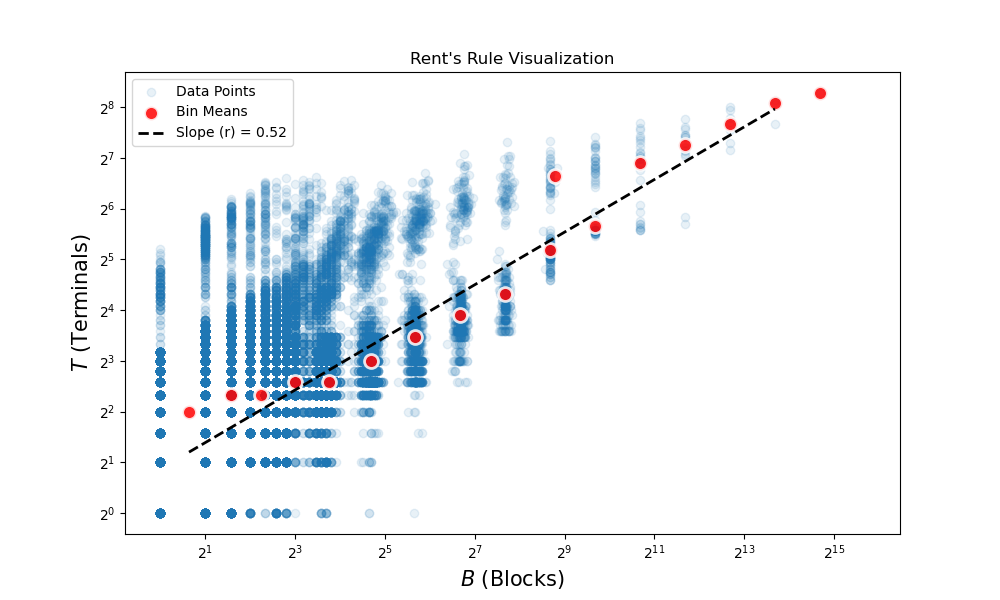 Rent's Rule Visualization
Data Points
Bin Means
Slope (r) = 0.52
T (Terminals)
2⁸
2⁷
2⁶
2⁵
2⁴
2³
2²
2¹
2⁰
2¹ 2³ 2⁵ 2⁷ 2⁹ 2¹¹ 2¹³ 2¹⁵
B (Blocks)